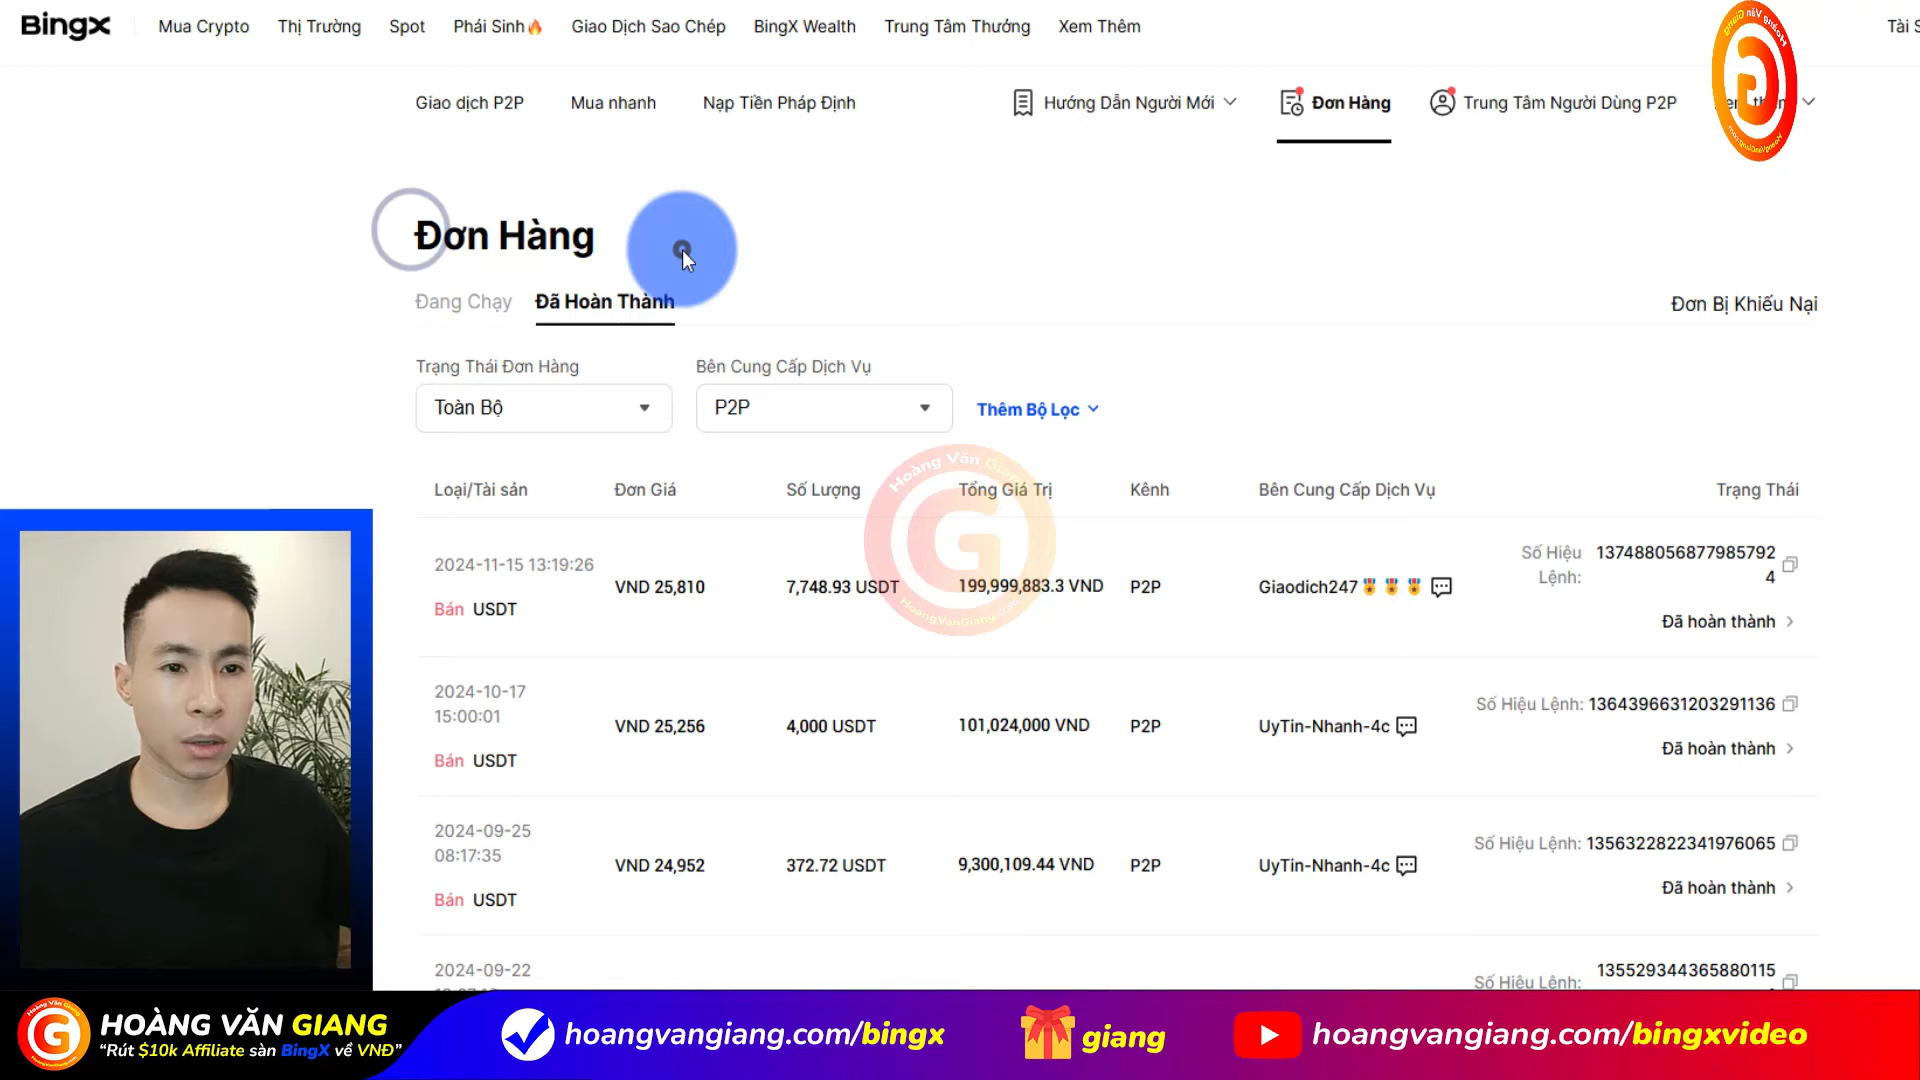 BingX
Mua Crypto
Thị Trường
Spot
Phái Sinh
Giao Dịch Sao Chép
BingX Wealth
Trung Tâm Thưởng
Xem Thêm
Tài S
Giao dịch P2P
Mua nhanh
Nạp Tiền Pháp Định
Hướng Dẫn Người Mới
Đơn Hàng
Trung Tâm Người Dùng P2P
Đơn Hàng
Đang Chạy
Đã Hoàn Thành
Đơn Bị Khiếu Nại
Trạng Thái Đơn Hàng
Bên Cung Cấp Dịch Vụ
Toàn Bộ
P2P
Thêm Bộ Lọc
Hoàng Văn Giang
Loại/Tài sản
Đơn Giá
Số Lượng
Tổng Giá Trị
Kênh
Bên Cung Cấp Dịch Vụ
Trạng Thái
2024-11-15 13:19:26
Bán USDT
VND 25,810
7,748.93 USDT
199,999,883.3 VND
P2P
Giaodich247
Số Hiệu Lệnh:
137488056877985792
4
Đã hoàn thành
HoangVanGiang.com
2024-10-17
15:00:01
Bán USDT
VND 25,256
4,000 USDT
101,024,000 VND
P2P
UyTin-Nhanh-4c
Số Hiệu Lệnh: 1364396631203291136
Đã hoàn thành
2024-09-25
08:17:35
Bán USDT
VND 24,952
372.72 USDT
9,300,109.44 VND
P2P
UyTin-Nhanh-4c
Số Hiệu Lệnh: 1356322822341976065
Đã hoàn thành
2024-09-22
Số Hiệu Lệnh:
135529344365880115
HOÀNG VĂN GIANG
“Rút $10k Affiliate sàn BingX về VNĐ”
hoangvangiang.com/bingx
giang
hoangvangiang.com/bingxvideo